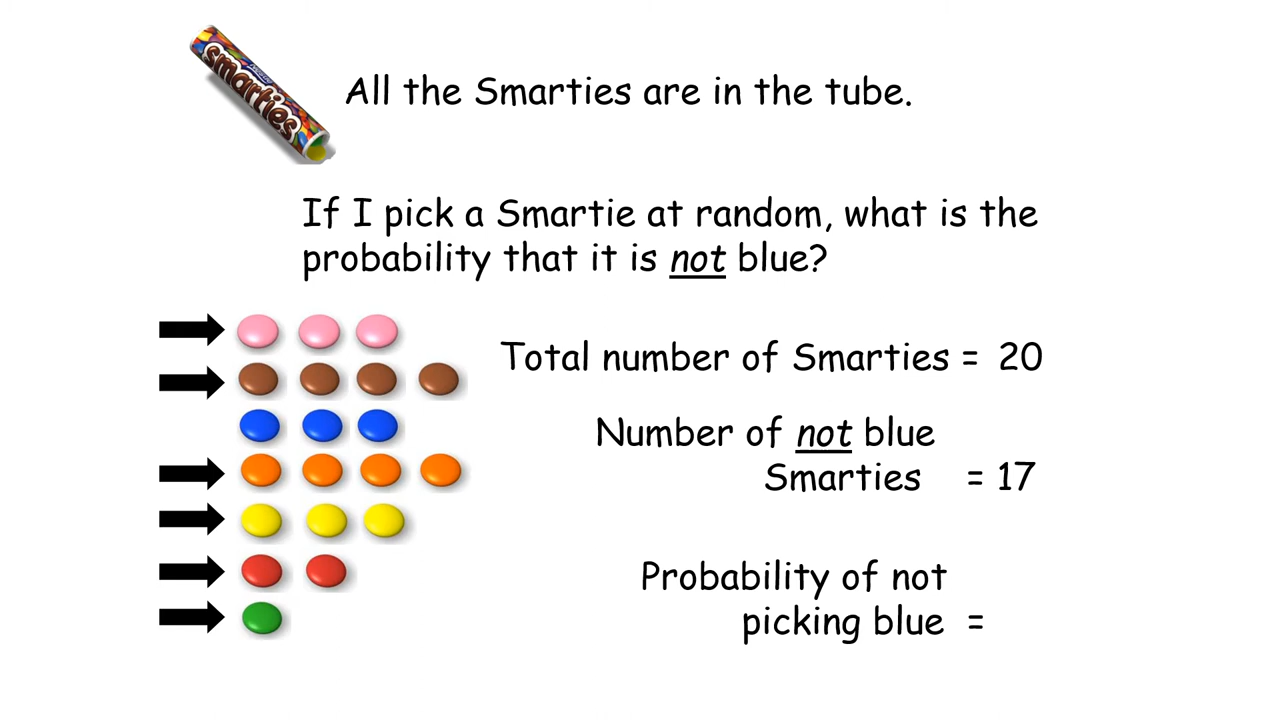 smarties
All the Smarties are in the tube.
If I pick a Smartie at random, what is the
probability that it is not blue?
Total number of Smarties = 20
Number of not blue
Smarties = 17
Probability of not
picking blue =